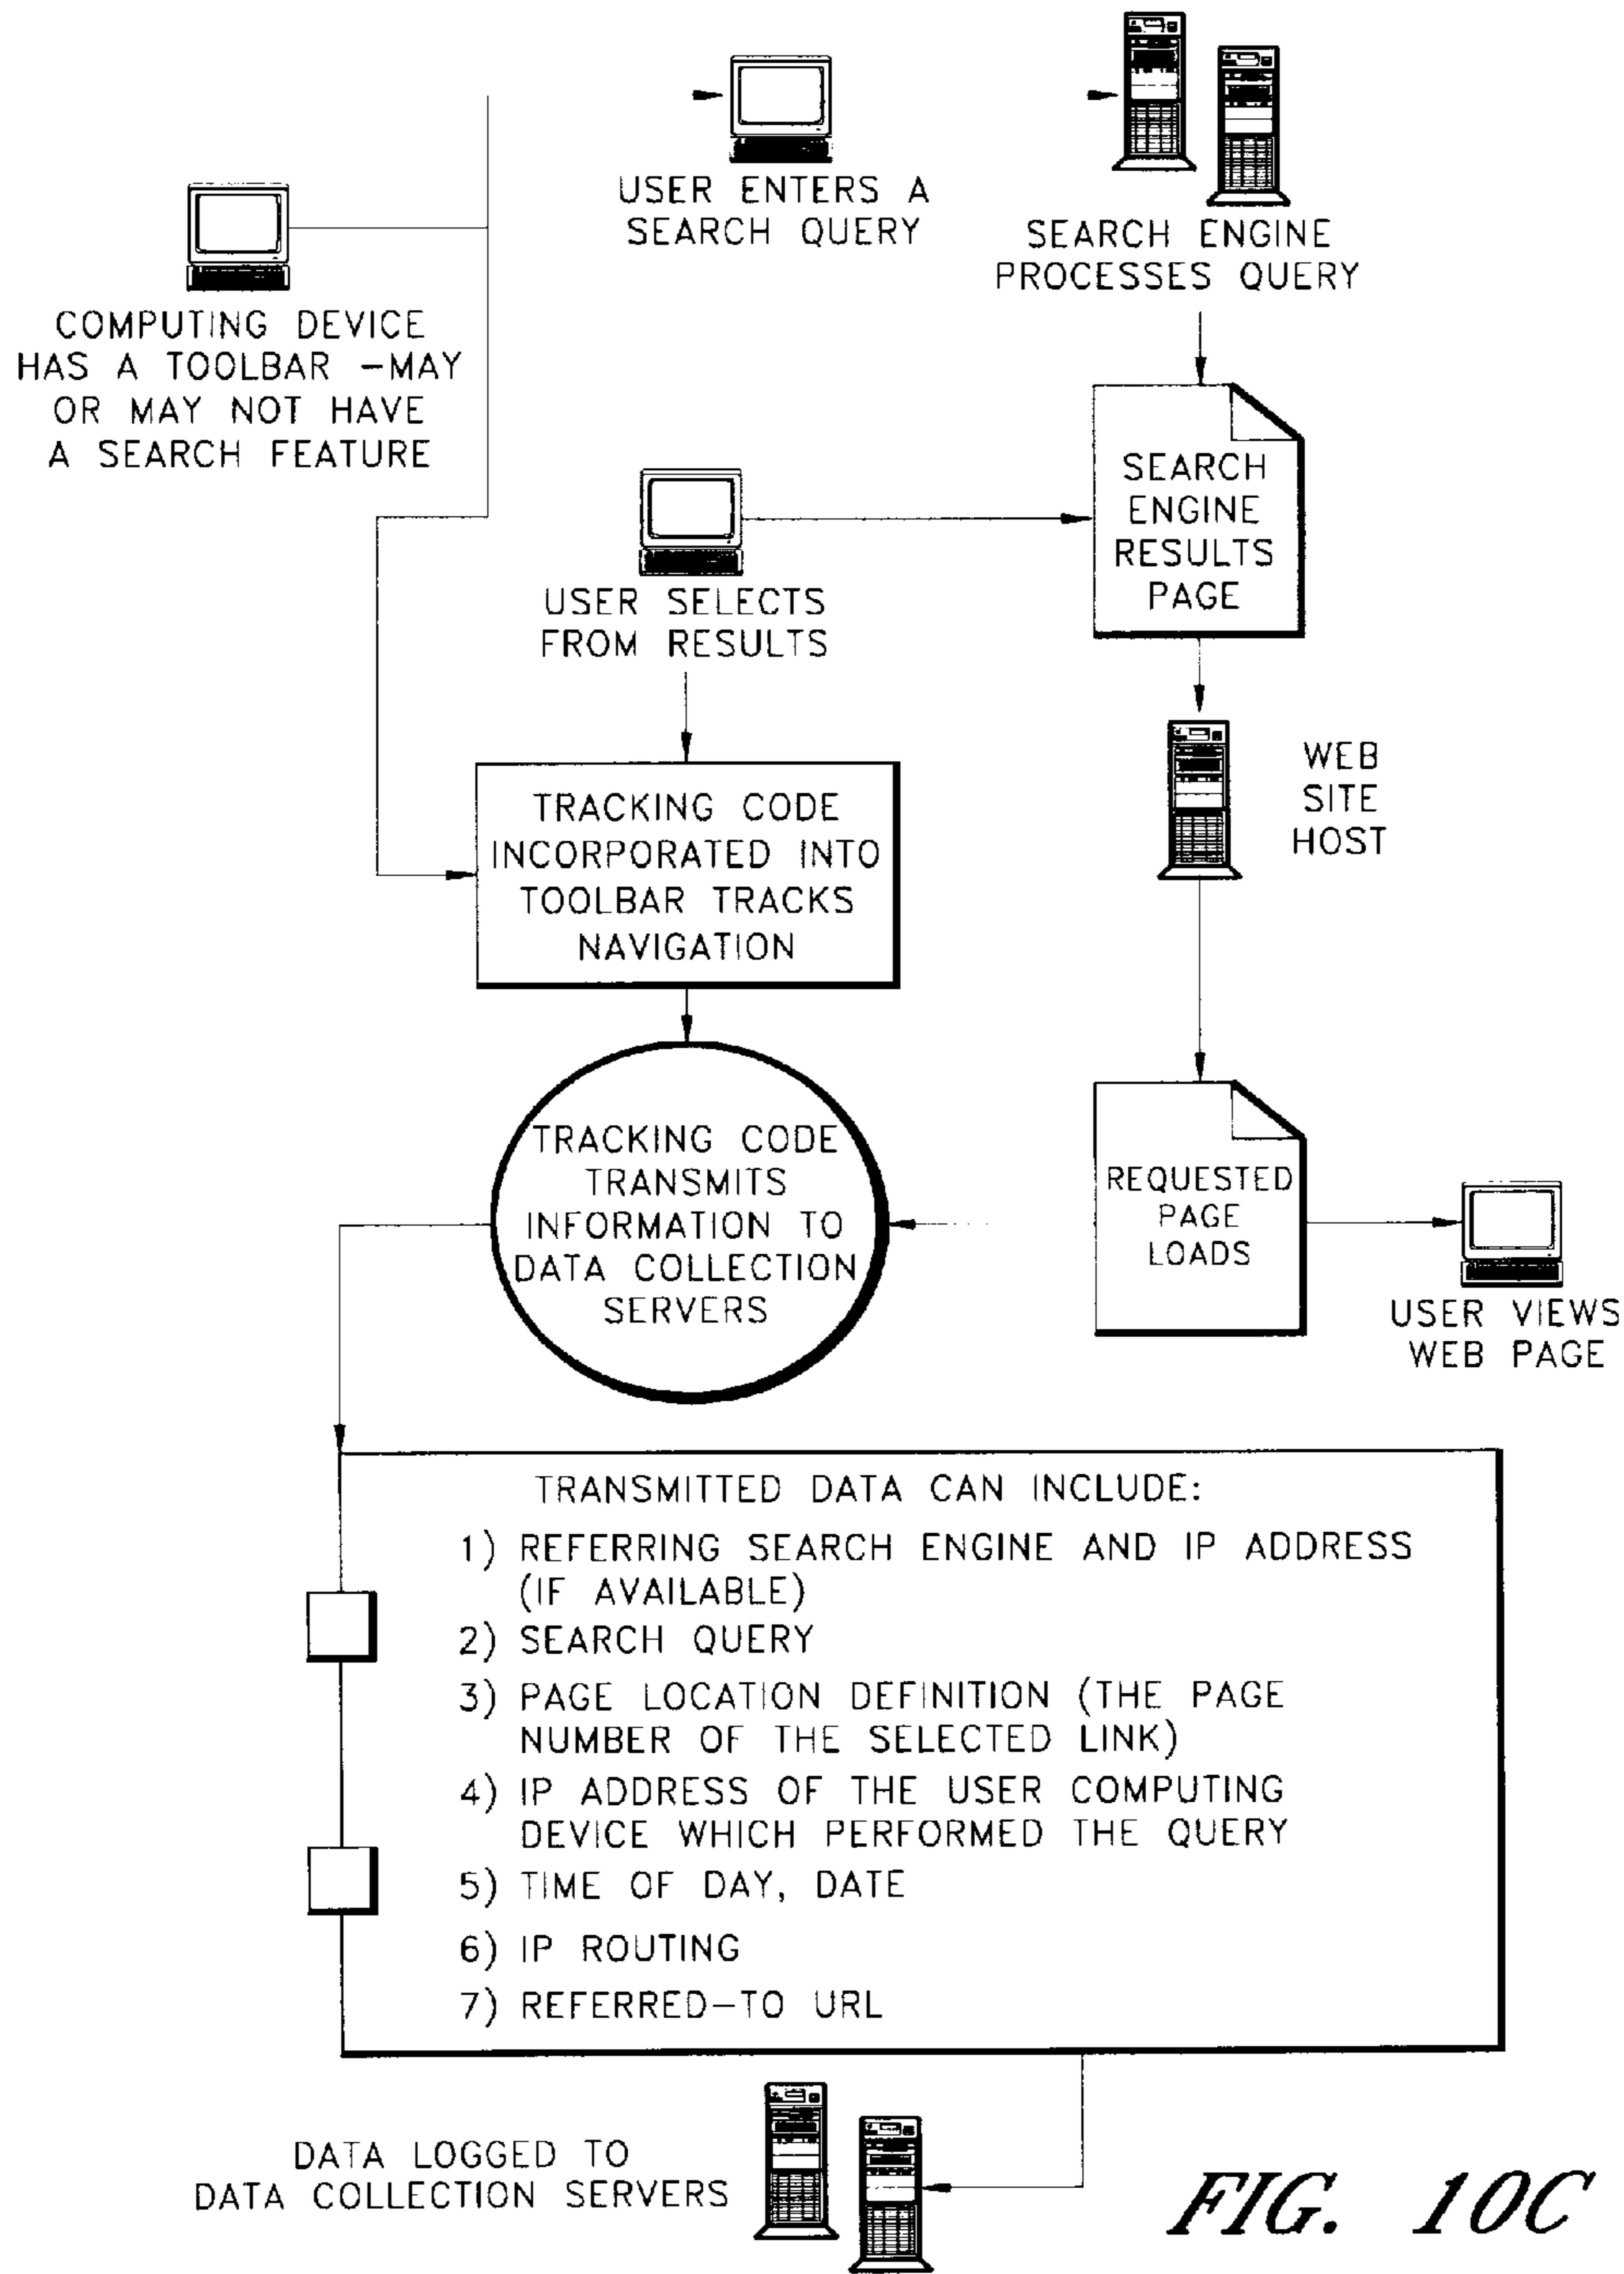 USER ENTERS A
SEARCH QUERY
SEARCH ENGINE
PROCESSES QUERY
COMPUTING DEVICE
HAS A TOOLBAR -MAY
OR MAY NOT HAVE
A SEARCH FEATURE
SEARCH
ENGINE
RESULTS
PAGE
USER SELECTS
FROM RESULTS
WEB
SITE
HOST
TRACKING CODE
INCORPORATED INTO
TOOLBAR TRACKS
NAVIGATION
TRACKING CODE
TRANSMITS
INFORMATION TO
DATA COLLECTION
SERVERS
REQUESTED
PAGE
LOADS
USER VIEWS
WEB PAGE
TRANSMITTED DATA CAN INCLUDE:
1) REFERRING SEARCH ENGINE AND IP ADDRESS
(IF AVAILABLE)
2) SEARCH QUERY
3) PAGE LOCATION DEFINITION (THE PAGE
NUMBER OF THE SELECTED LINK)
4) IP ADDRESS OF THE USER COMPUTING
DEVICE WHICH PERFORMED THE QUERY
5) TIME OF DAY, DATE
6) IP ROUTING
7) REFERRED-TO URL
DATA LOGGED TO
DATA COLLECTION SERVERS
FIG. 10C